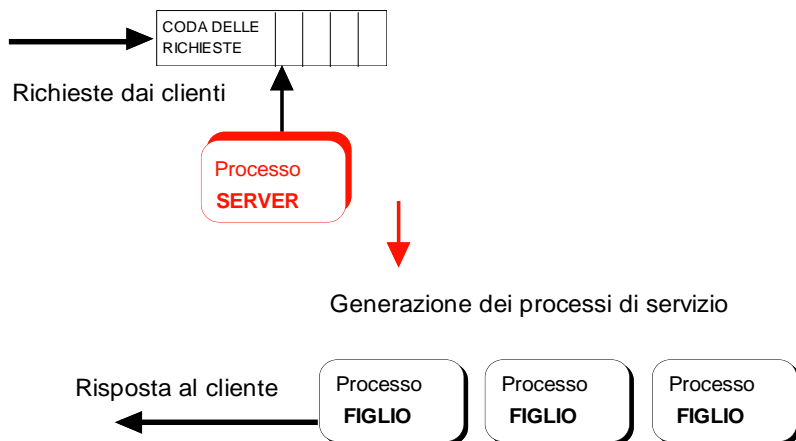 CODA DELLE
RICHIESTE
Richieste dai clienti
Processo
SERVER
Generazione dei processi di servizio
Risposta al cliente
Processo
FIGLIO
Processo
FIGLIO
Processo
FIGLIO